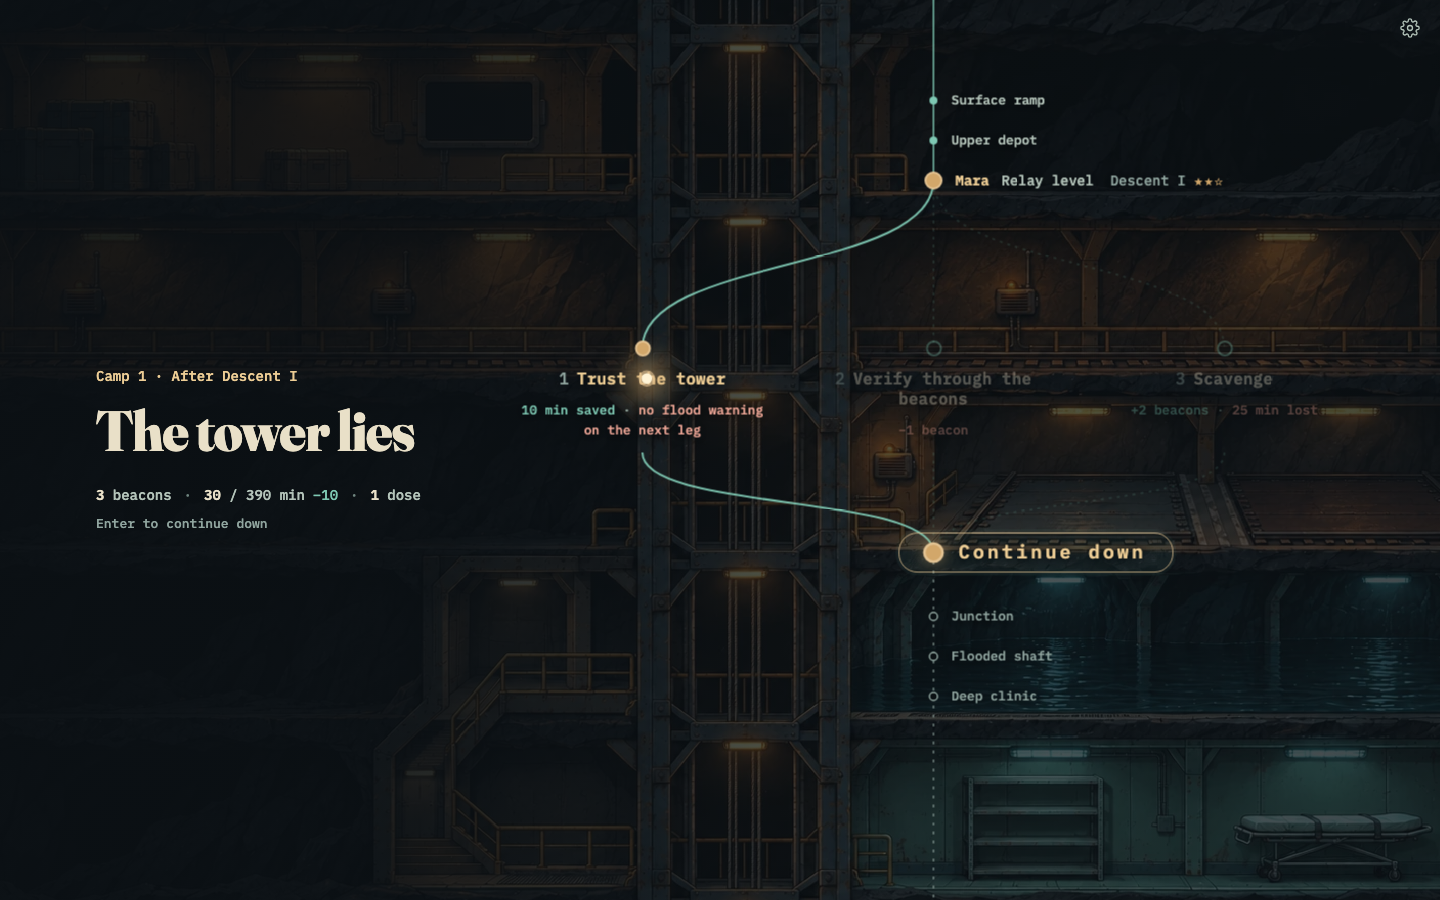 Surface ramp
Upper depot
Mara Relay level Descent I ★★☆
Camp 1 · After Descent I
The tower lies
3 beacons · 30 / 390 min −10 · 1 dose
Enter to continue down
1 Trust the tower
10 min saved · no flood warning
on the next leg
2 Verify through the
beacons
−1 beacon
3 Scavenge
+2 beacons · 25 min lost
Continue down
Junction
Flooded shaft
Deep clinic